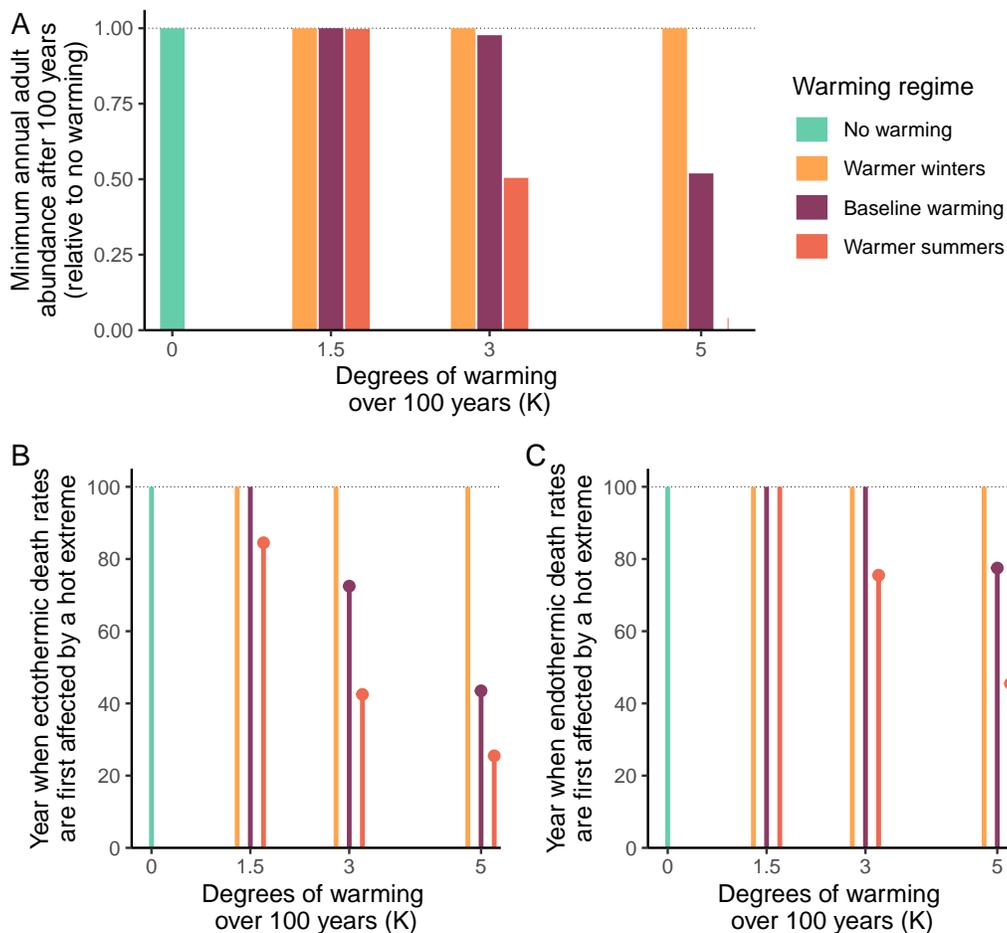 A
Minimum annual adult
abundance after 100 years
(relative to no warming)
1.00
0.75
0.50
0.25
0.00
0
1.5
3
5
Degrees of warming
over 100 years (K)
Warming regime
No warming
Warmer winters
Baseline warming
Warmer summers
B
Year when ectothermic death rates
are first affected by a hot extreme
100
80
60
40
20
0
0
1.5
3
5
Degrees of warming
over 100 years (K)
C
Year when endothermic death rates
are first affected by a hot extreme
100
80
60
40
20
0
0
1.5
3
5
Degrees of warming
over 100 years (K)